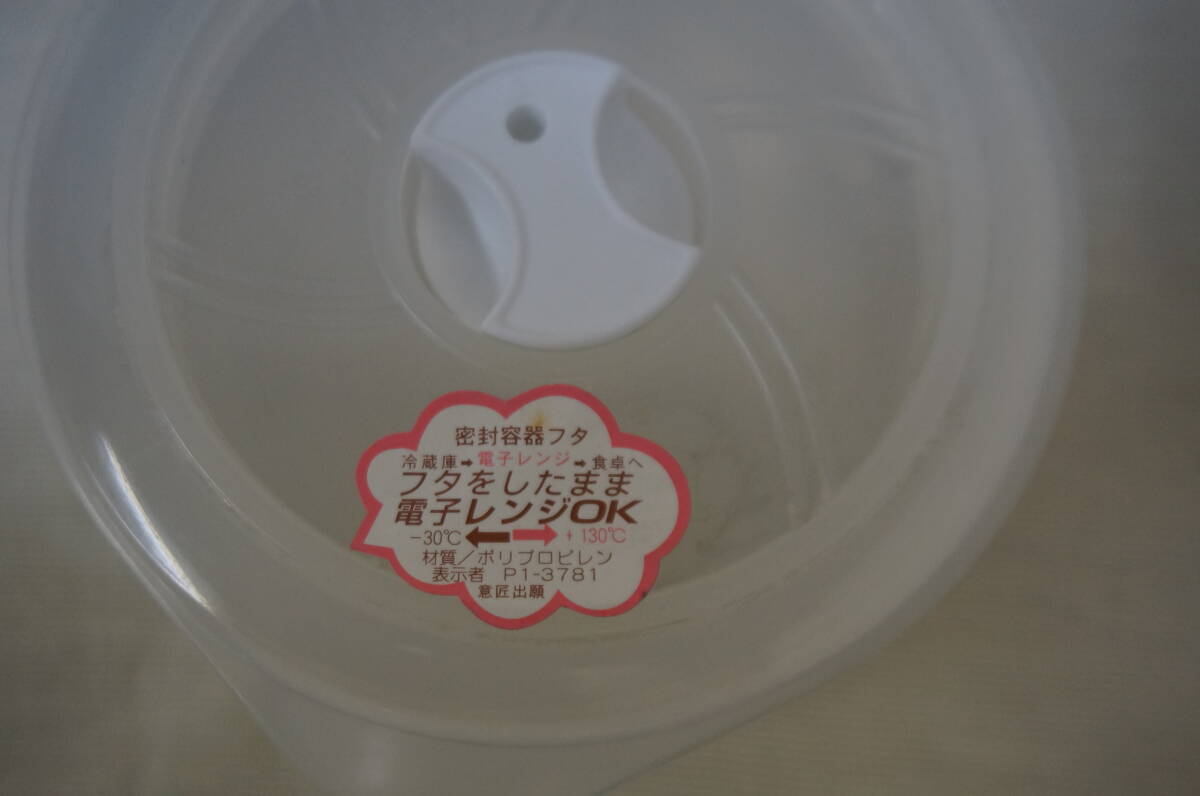 密封容器フタ
冷蔵庫➡電子レンジ➡食卓へ
フタをしたまま
電子レンジOK
−30℃ ⬅➡ +130℃
材質/ポリプロピレン
表示者 P1-3781
意匠出願